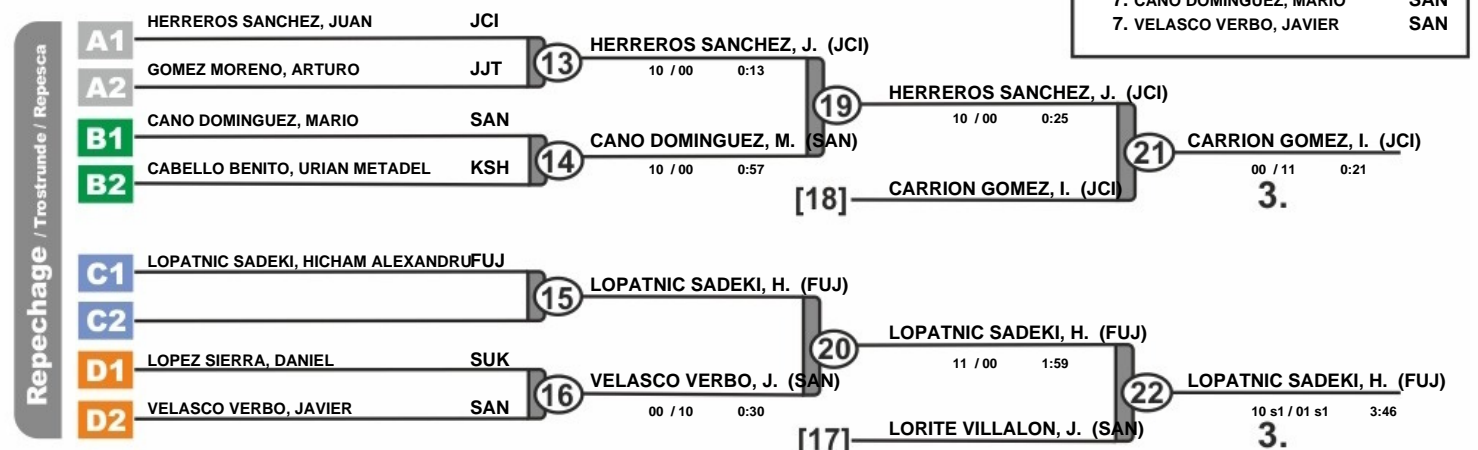 7. CANO DOMINGUEZ, MARIO SAN
7. VELASCO VERBO, JAVIER SAN
Repechage / Trostrunde / Repesca
A1 HERREROS SANCHEZ, JUAN JCI
A2 GOMEZ MORENO, ARTURO JJT
13 HERREROS SANCHEZ, J. (JCI)
10 / 00 0:13
B1 CANO DOMINGUEZ, MARIO SAN
B2 CABELLO BENITO, URIAN METADEL KSH
14 CANO DOMINGUEZ, M. (SAN)
10 / 00 0:57
19 HERREROS SANCHEZ, J. (JCI)
10 / 00 0:25
[18] CARRION GOMEZ, I. (JCI)
21 CARRION GOMEZ, I. (JCI)
00 / 11 0:21
3.
C1 LOPATNIC SADEKI, HICHAM ALEXANDRU FUJ
C2
15 LOPATNIC SADEKI, H. (FUJ)
D1 LOPEZ SIERRA, DANIEL SUK
D2 VELASCO VERBO, JAVIER SAN
16 VELASCO VERBO, J. (SAN)
00 / 10 0:30
20 LOPATNIC SADEKI, H. (FUJ)
11 / 00 1:59
[17] LORITE VILLALON, J. (SAN)
22 LOPATNIC SADEKI, H. (FUJ)
10 s1 / 01 s1 3:46
3.